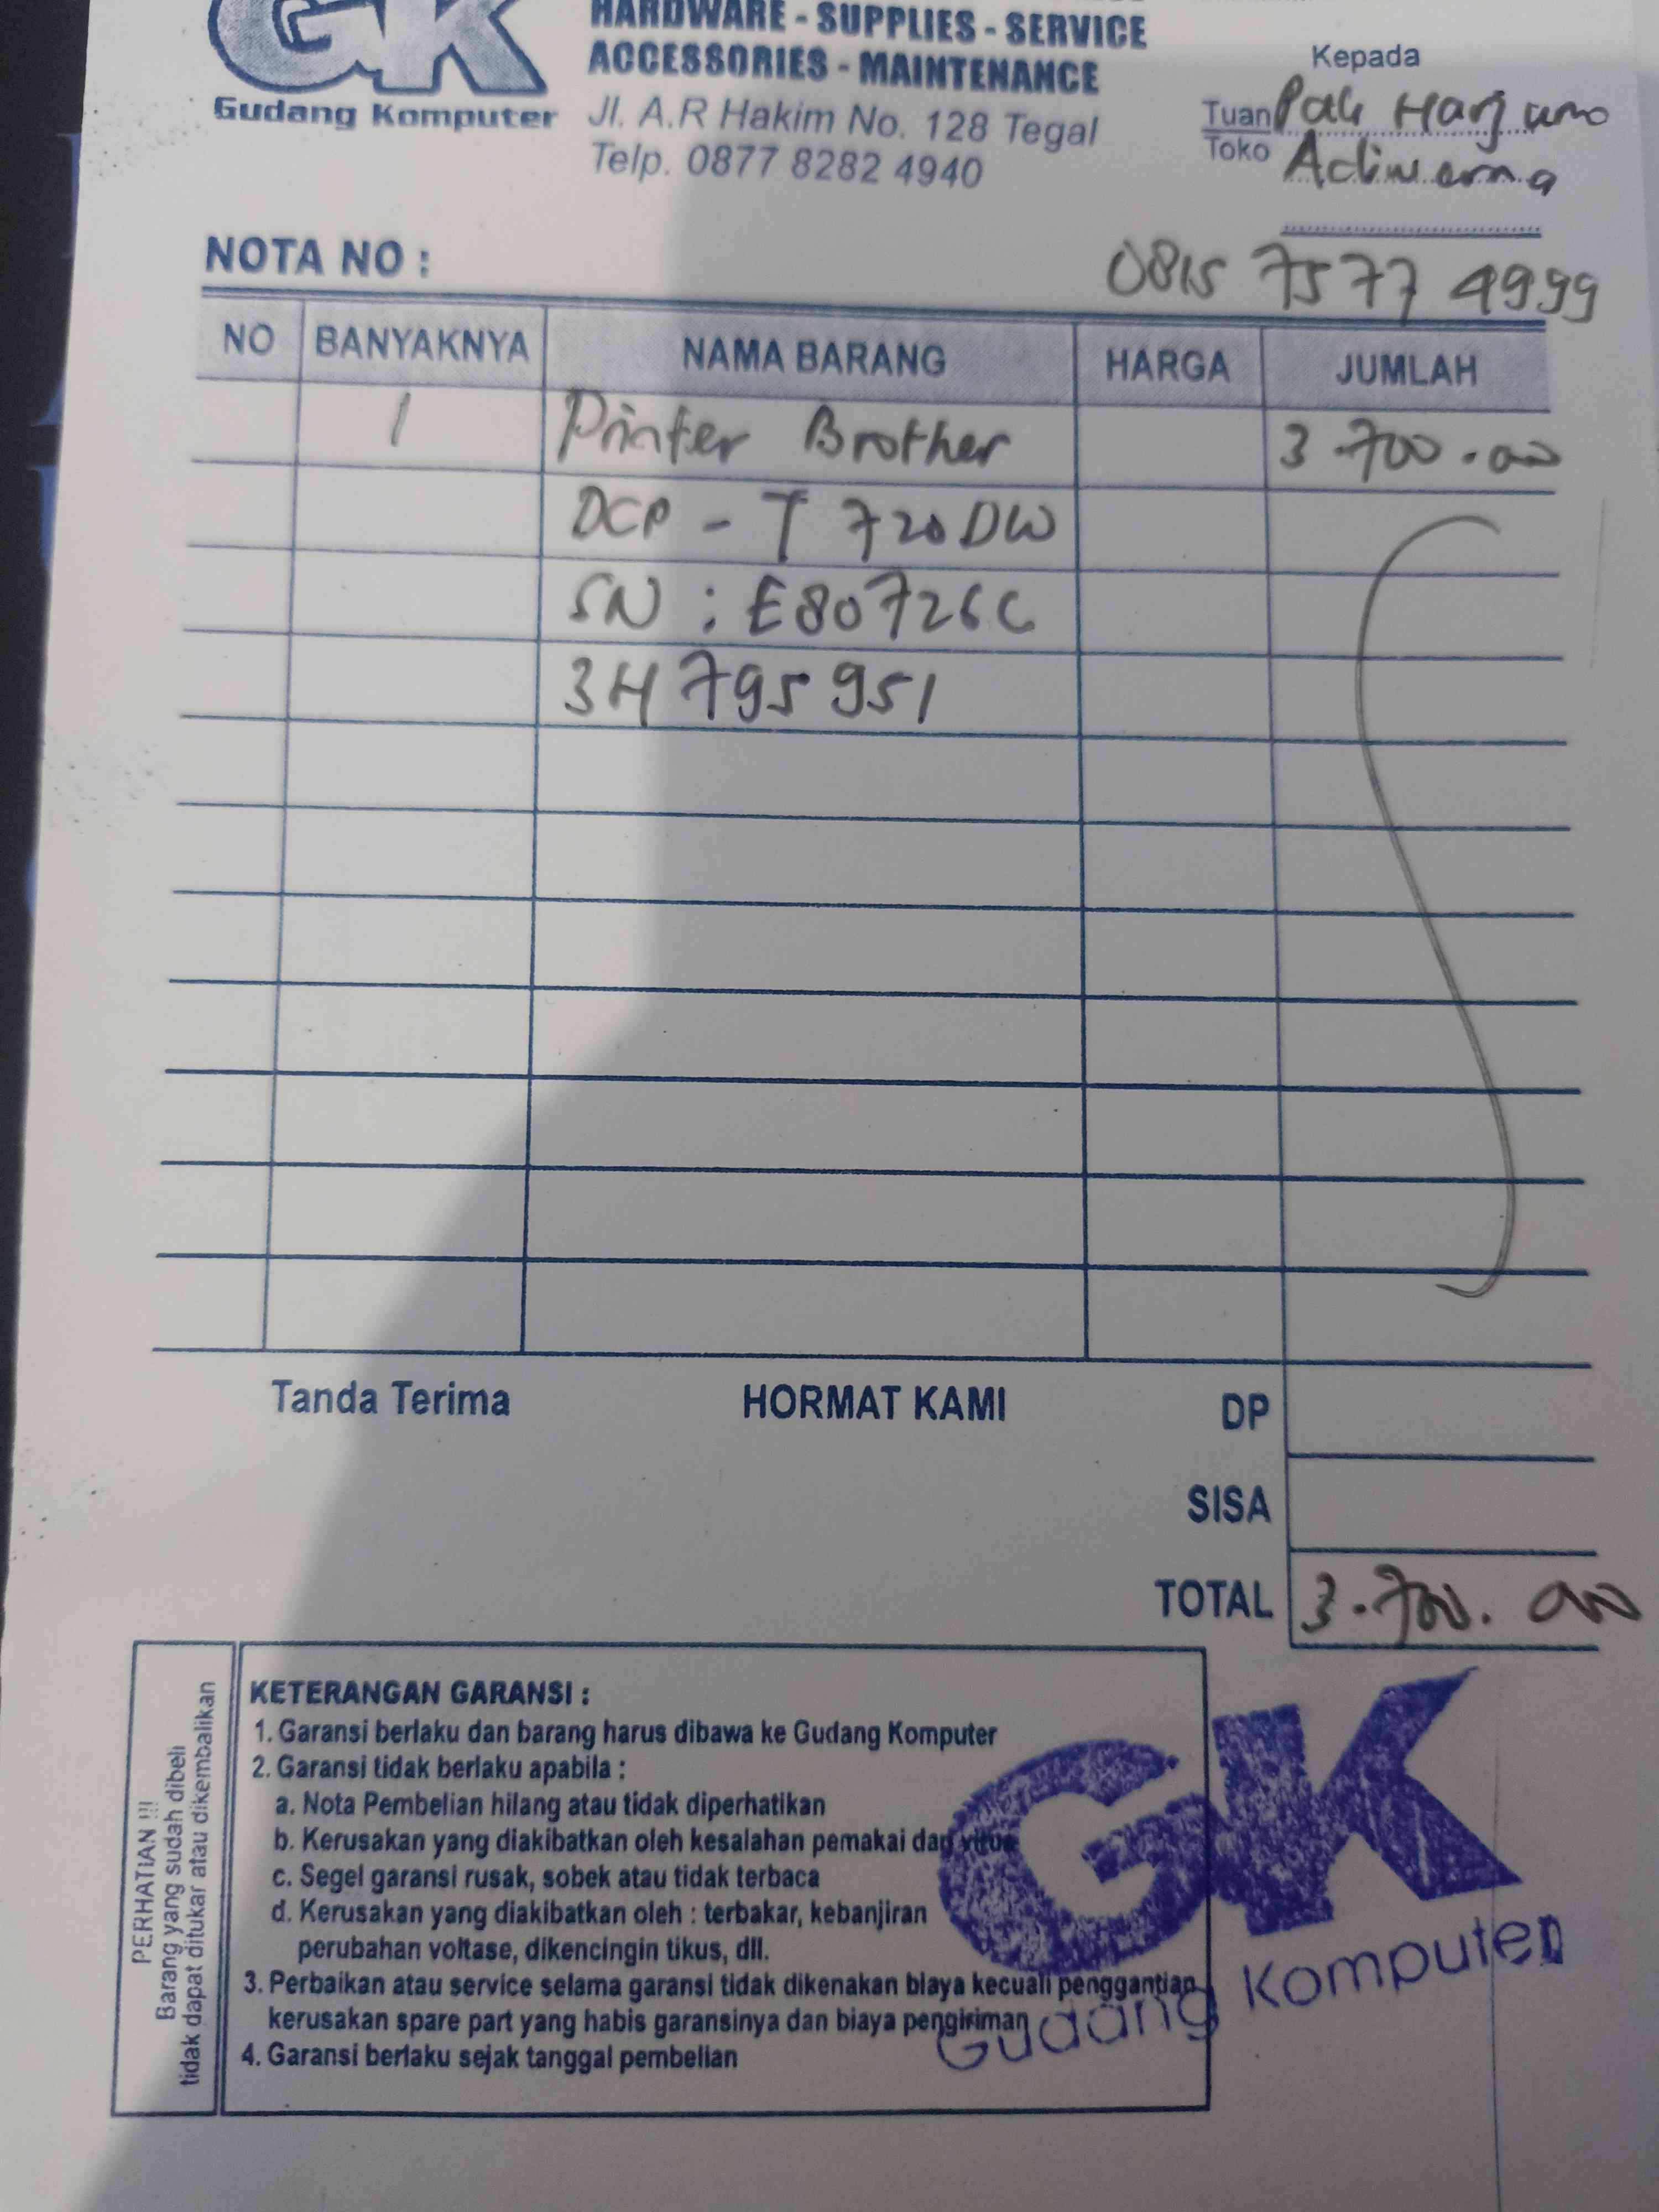 GK
Gudang Komputer
HARDWARE - SUPPLIES - SERVICE
ACCESSORIES - MAINTENANCE
Jl. A.R Hakim No. 128 Tegal
Telp. 0877 8282 4940
Kepada
Tuan Pak Harjuno
Toko Adiwerna
0815 7577 4999
NOTA NO :
NO BANYAKNYA NAMA BARANG HARGA JUMLAH
1 Printer Brother 3.700.000
DCP - T 720DW
SN : E80726C
3H795951
Tanda Terima HORMAT KAMI DP
SISA
TOTAL 3.700.000
PERHATIAN !!!
Barang yang sudah dibeli
tidak dapat ditukar atau dikembalikan
KETERANGAN GARANSI :
1. Garansi berlaku dan barang harus dibawa ke Gudang Komputer
2. Garansi tidak berlaku apabila :
a. Nota Pembelian hilang atau tidak diperhatikan
b. Kerusakan yang diakibatkan oleh kesalahan pemakai dan virus
c. Segel garansi rusak, sobek atau tidak terbaca
d. Kerusakan yang diakibatkan oleh : terbakar, kebanjiran
perubahan voltase, dikencingin tikus, dll.
3. Perbaikan atau service selama garansi tidak dikenakan biaya kecuali penggantian
kerusakan spare part yang habis garansinya dan biaya pengiriman
4. Garansi berlaku sejak tanggal pembelian
GK
Gudang Komputer